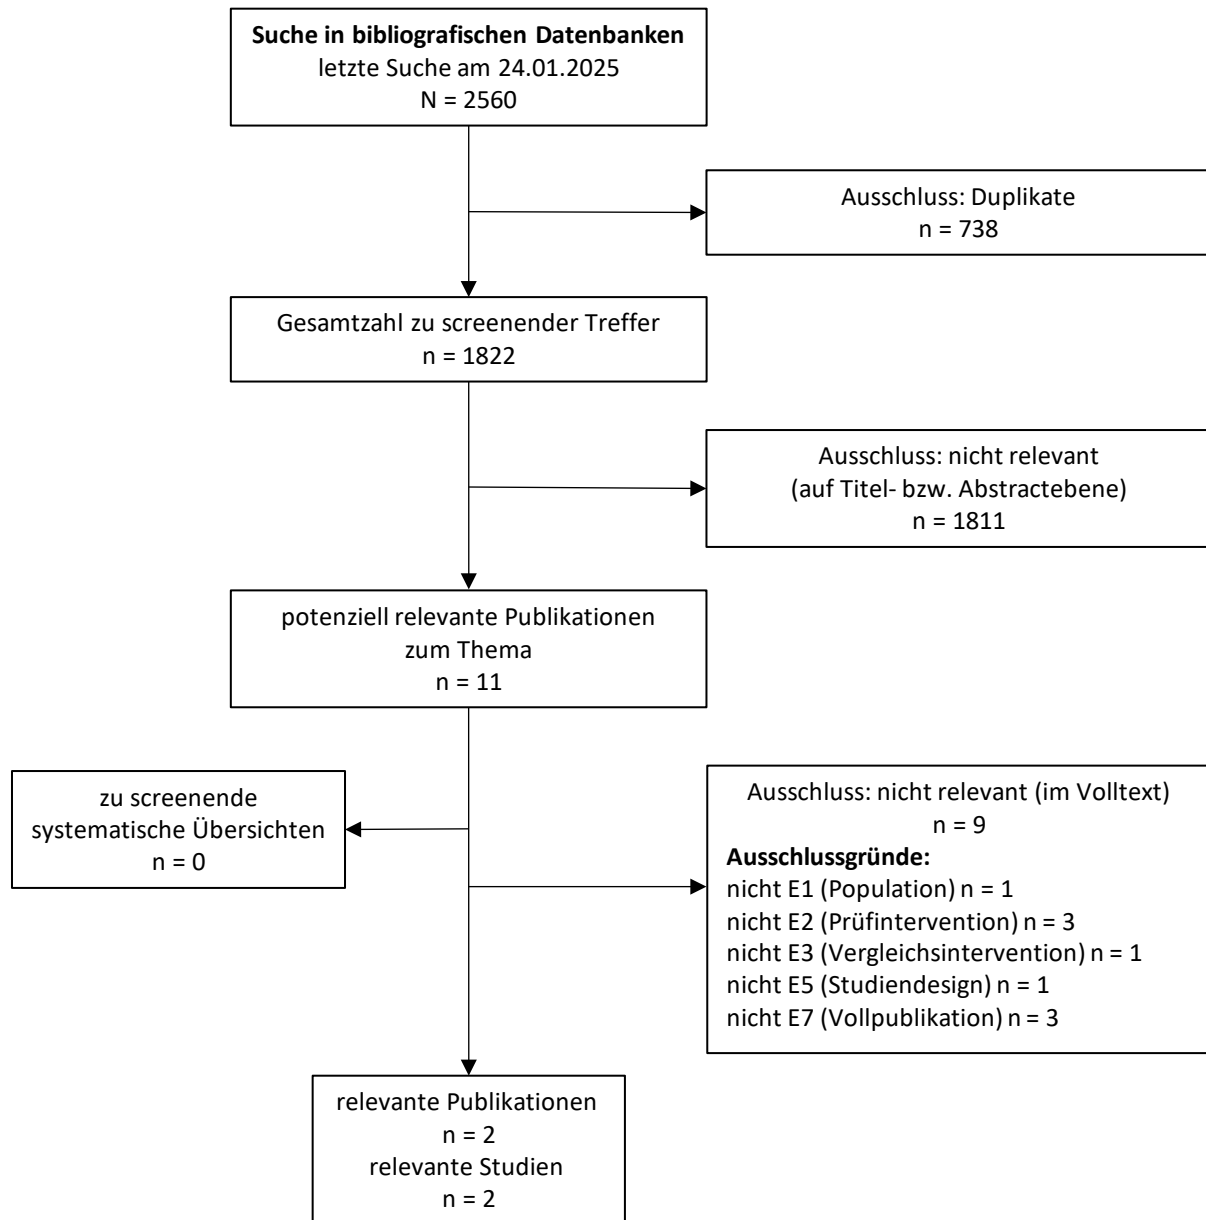 Suche in bibliografischen Datenbanken
letzte Suche am 24.01.2025
N = 2560
Ausschluss: Duplikate
n = 738
Gesamtzahl zu screenender Treffer
n = 1822
Ausschluss: nicht relevant
(auf Titel- bzw. Abstractebene)
n = 1811
potenziell relevante Publikationen
zum Thema
n = 11
zu screenende
systematische Übersichten
n = 0
Ausschluss: nicht relevant (im Volltext)
n = 9
Ausschlussgründe:
nicht E1 (Population) n = 1
nicht E2 (Prüfintervention) n = 3
nicht E3 (Vergleichsintervention) n = 1
nicht E5 (Studiendesign) n = 1
nicht E7 (Vollpublikation) n = 3
relevante Publikationen
n = 2
relevante Studien
n = 2